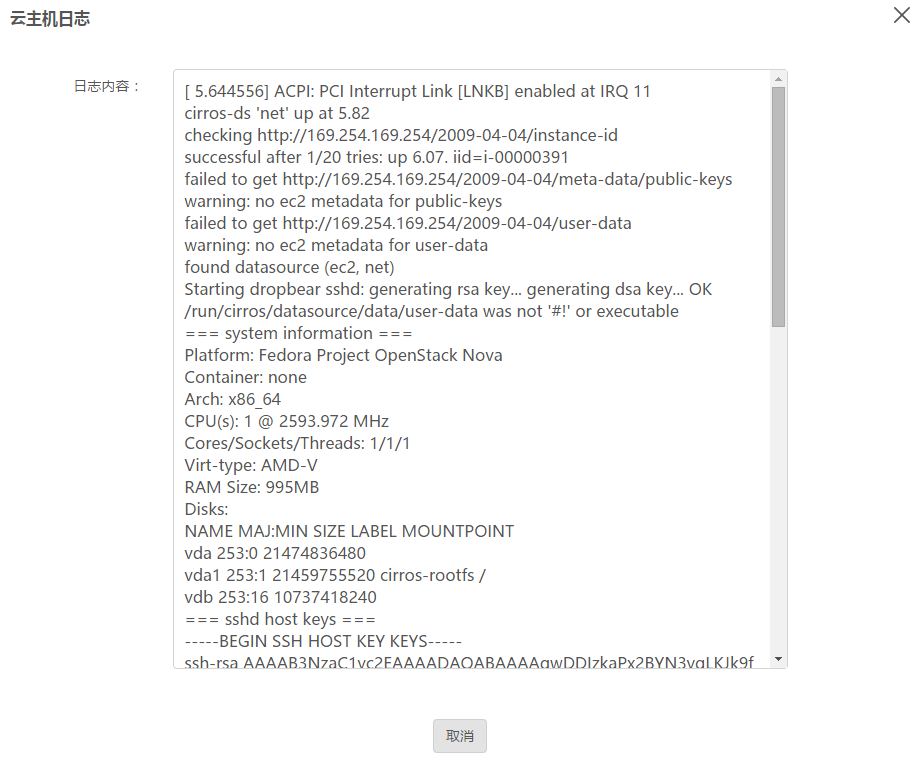 云主机日志
日志内容：
[ 5.644556] ACPI: PCI Interrupt Link [LNKB] enabled at IRQ 11
cirros-ds 'net' up at 5.82
checking http://169.254.169.254/2009-04-04/instance-id
successful after 1/20 tries: up 6.07. iid=i-00000391
failed to get http://169.254.169.254/2009-04-04/meta-data/public-keys
warning: no ec2 metadata for public-keys
failed to get http://169.254.169.254/2009-04-04/user-data
warning: no ec2 metadata for user-data
found datasource (ec2, net)
Starting dropbear sshd: generating rsa key... generating dsa key... OK
/run/cirros/datasource/data/user-data was not '#!' or executable
=== system information ===
Platform: Fedora Project OpenStack Nova
Container: none
Arch: x86_64
CPU(s): 1 @ 2593.972 MHz
Cores/Sockets/Threads: 1/1/1
Virt-type: AMD-V
RAM Size: 995MB
Disks:
NAME MAJ:MIN SIZE LABEL MOUNTPOINT
vda 253:0 21474836480
vda1 253:1 21459755520 cirros-rootfs /
vdb 253:16 10737418240
=== sshd host keys ===
-----BEGIN SSH HOST KEY KEYS-----
ssh-rsa
取消